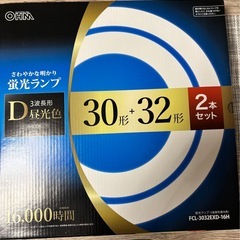 OHM
さわやかな明かり
蛍光ランプ
3波長形
D 昼光色
30形+32形
2本
セット
16,000時間
FCL-3032EXD-16H